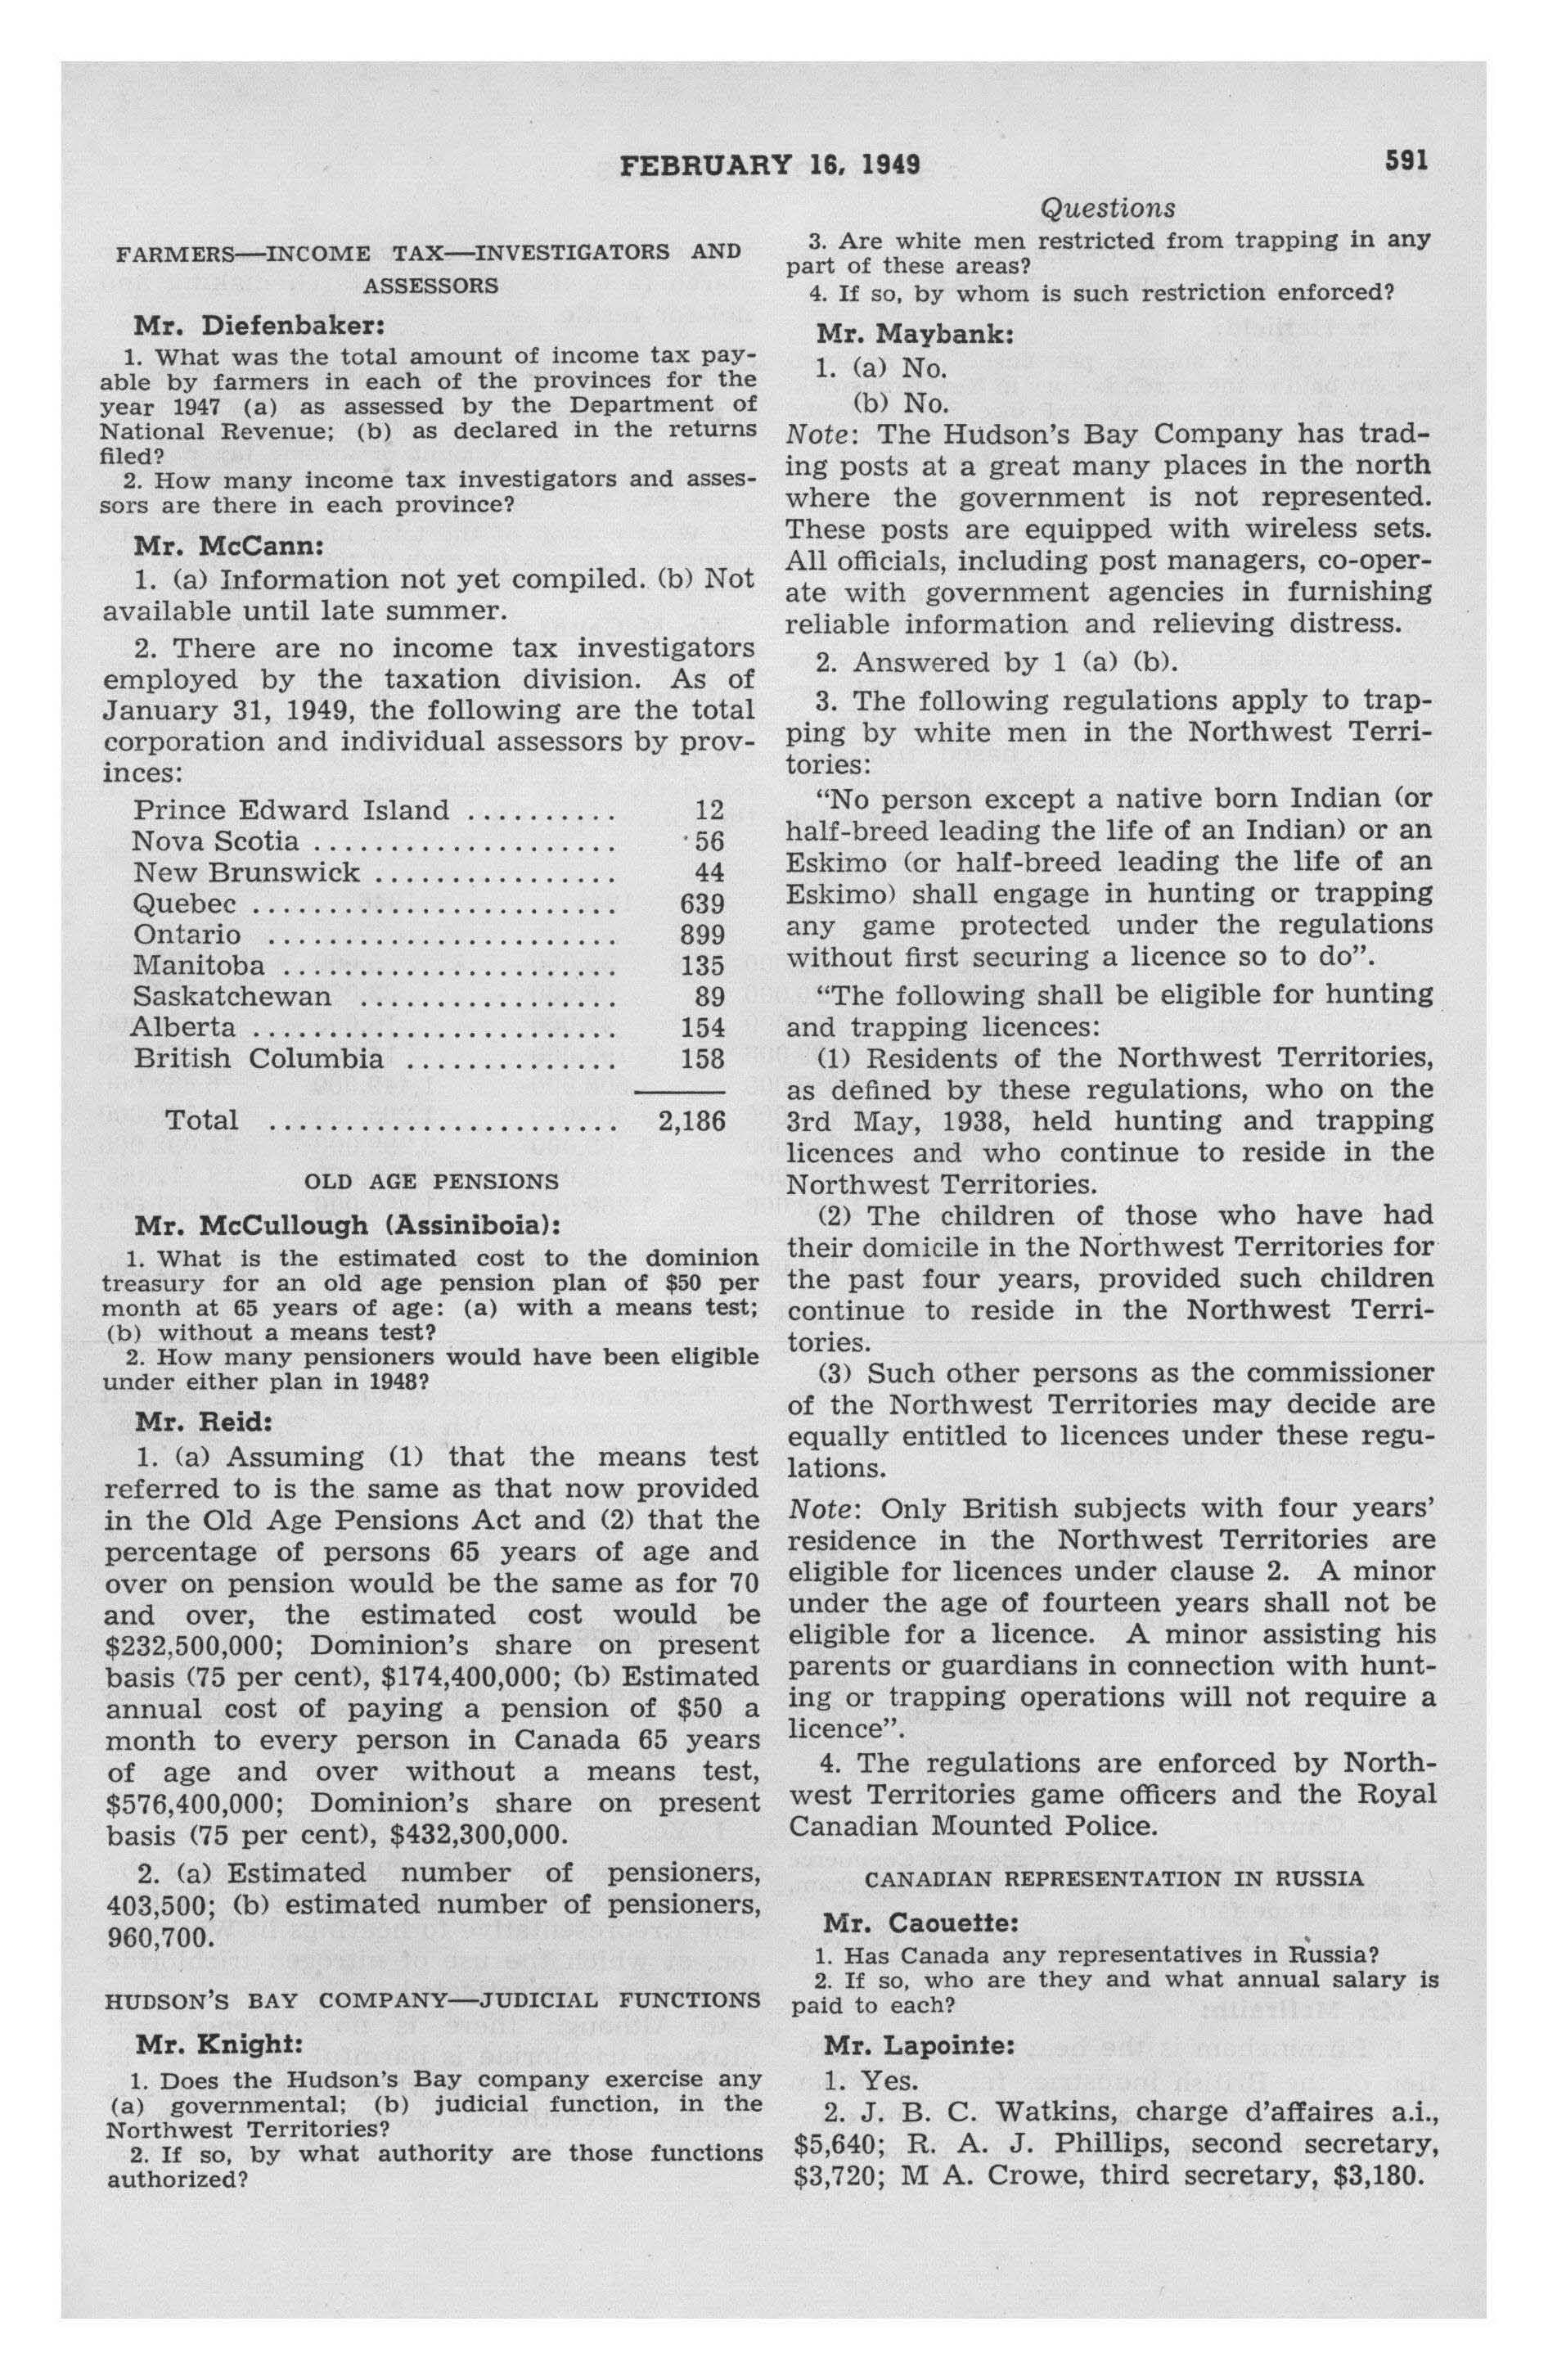 FEBRUARY 16, 1949
591
Questions
FARMERS—INCOME TAX—INVESTIGATORS AND
ASSESSORS
Mr. Diefenbaker:
1. What was the total amount of income tax pay-
able by farmers in each of the provinces for the
year 1947 (a) as assessed by the Department of
National Revenue; (b) as declared in the returns
filed?
2. How many income tax investigators and asses-
sors are there in each province?
Mr. McCann:
1. (a) Information not yet compiled. (b) Not
available until late summer.
2. There are no income tax investigators
employed by the taxation division. As of
January 31, 1949, the following are the total
corporation and individual assessors by prov-
inces:
Prince Edward Island .......... 12
Nova Scotia .................... 56
New Brunswick ................ 44
Quebec ........................ 639
Ontario ....................... 899
Manitoba ...................... 135
Saskatchewan ................. 89
Alberta ........................ 154
British Columbia .............. 158
Total ....................... 2,186
OLD AGE PENSIONS
Mr. McCullough (Assiniboia):
1. What is the estimated cost to the dominion
treasury for an old age pension plan of $50 per
month at 65 years of age: (a) with a means test;
(b) without a means test?
2. How many pensioners would have been eligible
under either plan in 1948?
Mr. Reid:
1. (a) Assuming (1) that the means test
referred to is the same as that now provided
in the Old Age Pensions Act and (2) that the
percentage of persons 65 years of age and
over on pension would be the same as for 70
and over, the estimated cost would be
$232,500,000; Dominion's share on present
basis (75 per cent), $174,400,000; (b) Estimated
annual cost of paying a pension of $50 a
month to every person in Canada 65 years
of age and over without a means test,
$576,400,000; Dominion's share on present
basis (75 per cent), $432,300,000.
2. (a) Estimated number of pensioners,
403,500; (b) estimated number of pensioners,
960,700.
HUDSON'S BAY COMPANY—JUDICIAL FUNCTIONS
Mr. Knight:
1. Does the Hudson's Bay company exercise any
(a) governmental; (b) judicial function, in the
Northwest Territories?
2. If so, by what authority are those functions
authorized?
3. Are white men restricted from trapping in any
part of these areas?
4. If so, by whom is such restriction enforced?
Mr. Maybank:
1. (a) No.
(b) No.
Note: The Hudson's Bay Company has trad-
ing posts at a great many places in the north
where the government is not represented.
These posts are equipped with wireless sets.
All officials, including post managers, co-oper-
ate with government agencies in furnishing
reliable information and relieving distress.
2. Answered by 1 (a) (b).
3. The following regulations apply to trap-
ping by white men in the Northwest Terri-
tories:
"No person except a native born Indian (or
half-breed leading the life of an Indian) or an
Eskimo (or half-breed leading the life of an
Eskimo) shall engage in hunting or trapping
any game protected under the regulations
without first securing a licence so to do".
"The following shall be eligible for hunting
and trapping licences:
(1) Residents of the Northwest Territories,
as defined by these regulations, who on the
3rd May, 1938, held hunting and trapping
licences and who continue to reside in the
Northwest Territories.
(2) The children of those who have had
their domicile in the Northwest Territories for
the past four years, provided such children
continue to reside in the Northwest Terri-
tories.
(3) Such other persons as the commissioner
of the Northwest Territories may decide are
equally entitled to licences under these regu-
lations.
Note: Only British subjects with four years'
residence in the Northwest Territories are
eligible for licences under clause 2. A minor
under the age of fourteen years shall not be
eligible for a licence. A minor assisting his
parents or guardians in connection with hunt-
ing or trapping operations will not require a
licence".
4. The regulations are enforced by North-
west Territories game officers and the Royal
Canadian Mounted Police.
CANADIAN REPRESENTATION IN RUSSIA
Mr. Caouette:
1. Has Canada any representatives in Russia?
2. If so, who are they and what annual salary is
paid to each?
Mr. Lapointe:
1. Yes.
2. J. B. C. Watkins, charge d'affaires a.i.,
$5,640; R. A. J. Phillips, second secretary,
$3,720; M A. Crowe, third secretary, $3,180.